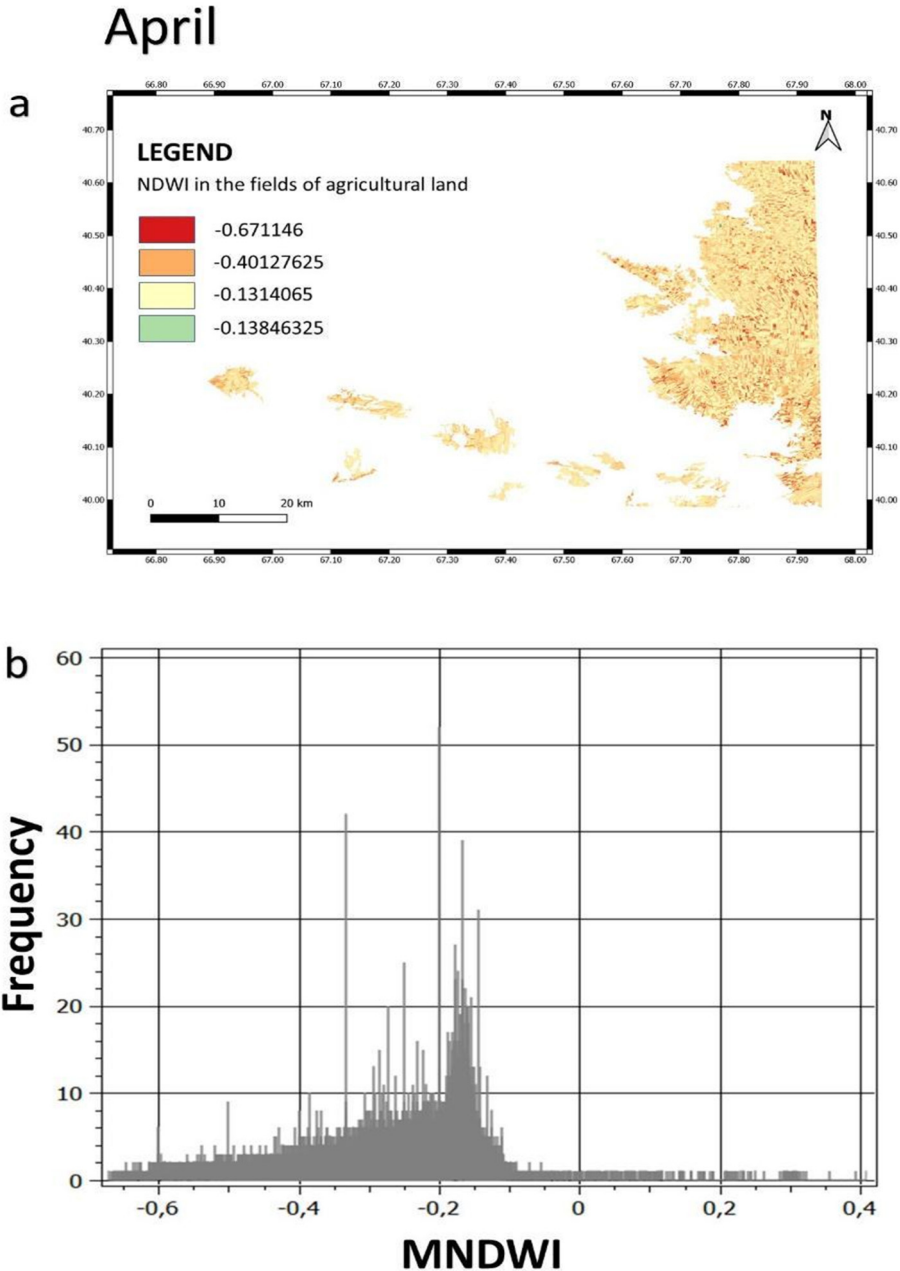 April
a
66.80 66.90 67.00 67.10 67.20 67.30 67.40 67.50 67.60 67.70 67.80 67.90 68.00
N
LEGEND
NDWI in the fields of agricultural land
-0.671146
-0.40127625
-0.1314065
-0.13846325
40.70 40.70
40.60 40.60
40.50 40.50
40.40 40.40
40.30 40.30
40.20 40.20
40.10 40.10
40.00 40.00
0 10 20 km
66.80 66.90 67.00 67.10 67.20 67.30 67.40 67.50 67.60 67.70 67.80 67.90 68.00
b
Frequency
60
50
40
30
20
10
0
-0,6 -0,4 -0,2 0 0,2 0,4
MNDWI